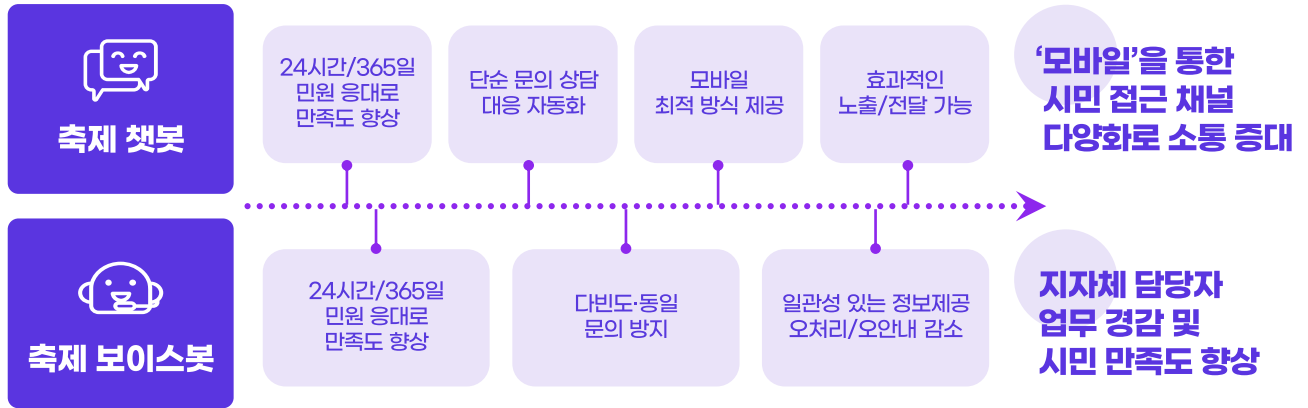 축제 챗봇
24시간/365일
민원 응대로
만족도 향상
단순 문의 상담
대응 자동화
모바일
최적 방식 제공
효과적인
노출/전달 가능
‘모바일’을 통한
시민 접근 채널
다양화로 소통 증대
축제 보이스봇
24시간/365일
민원 응대로
만족도 향상
다빈도·동일
문의 방지
일관성 있는 정보제공
오처리/오안내 감소
지자체 담당자
업무 경감 및
시민 만족도 향상